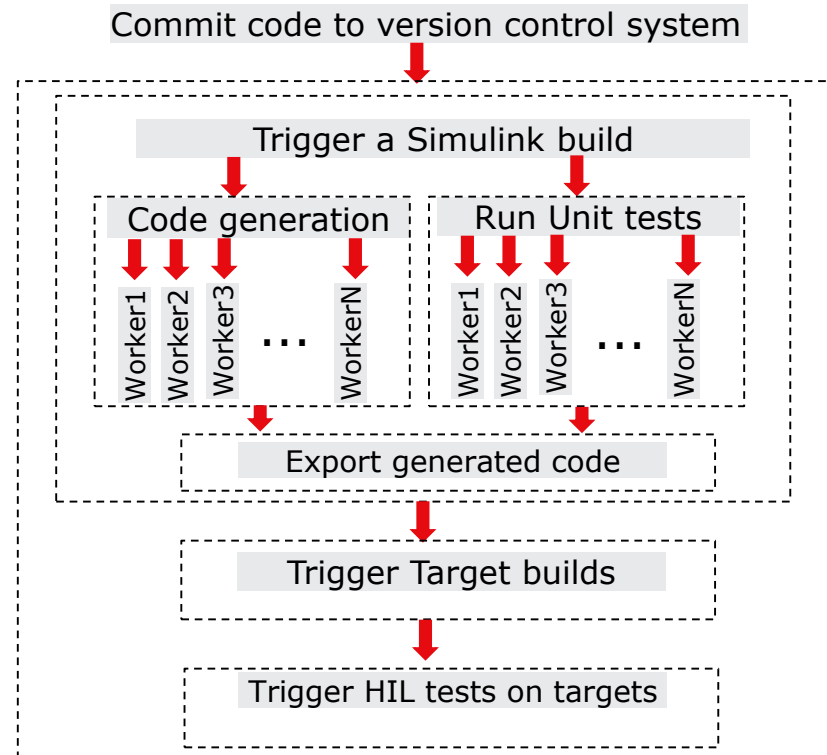 Commit code to version control system
Trigger a Simulink build
Code generation
Run Unit tests
Worker1
Worker2
Worker3
...
WorkerN
Worker1
Worker2
Worker3
...
WorkerN
Export generated code
Trigger Target builds
Trigger HIL tests on targets